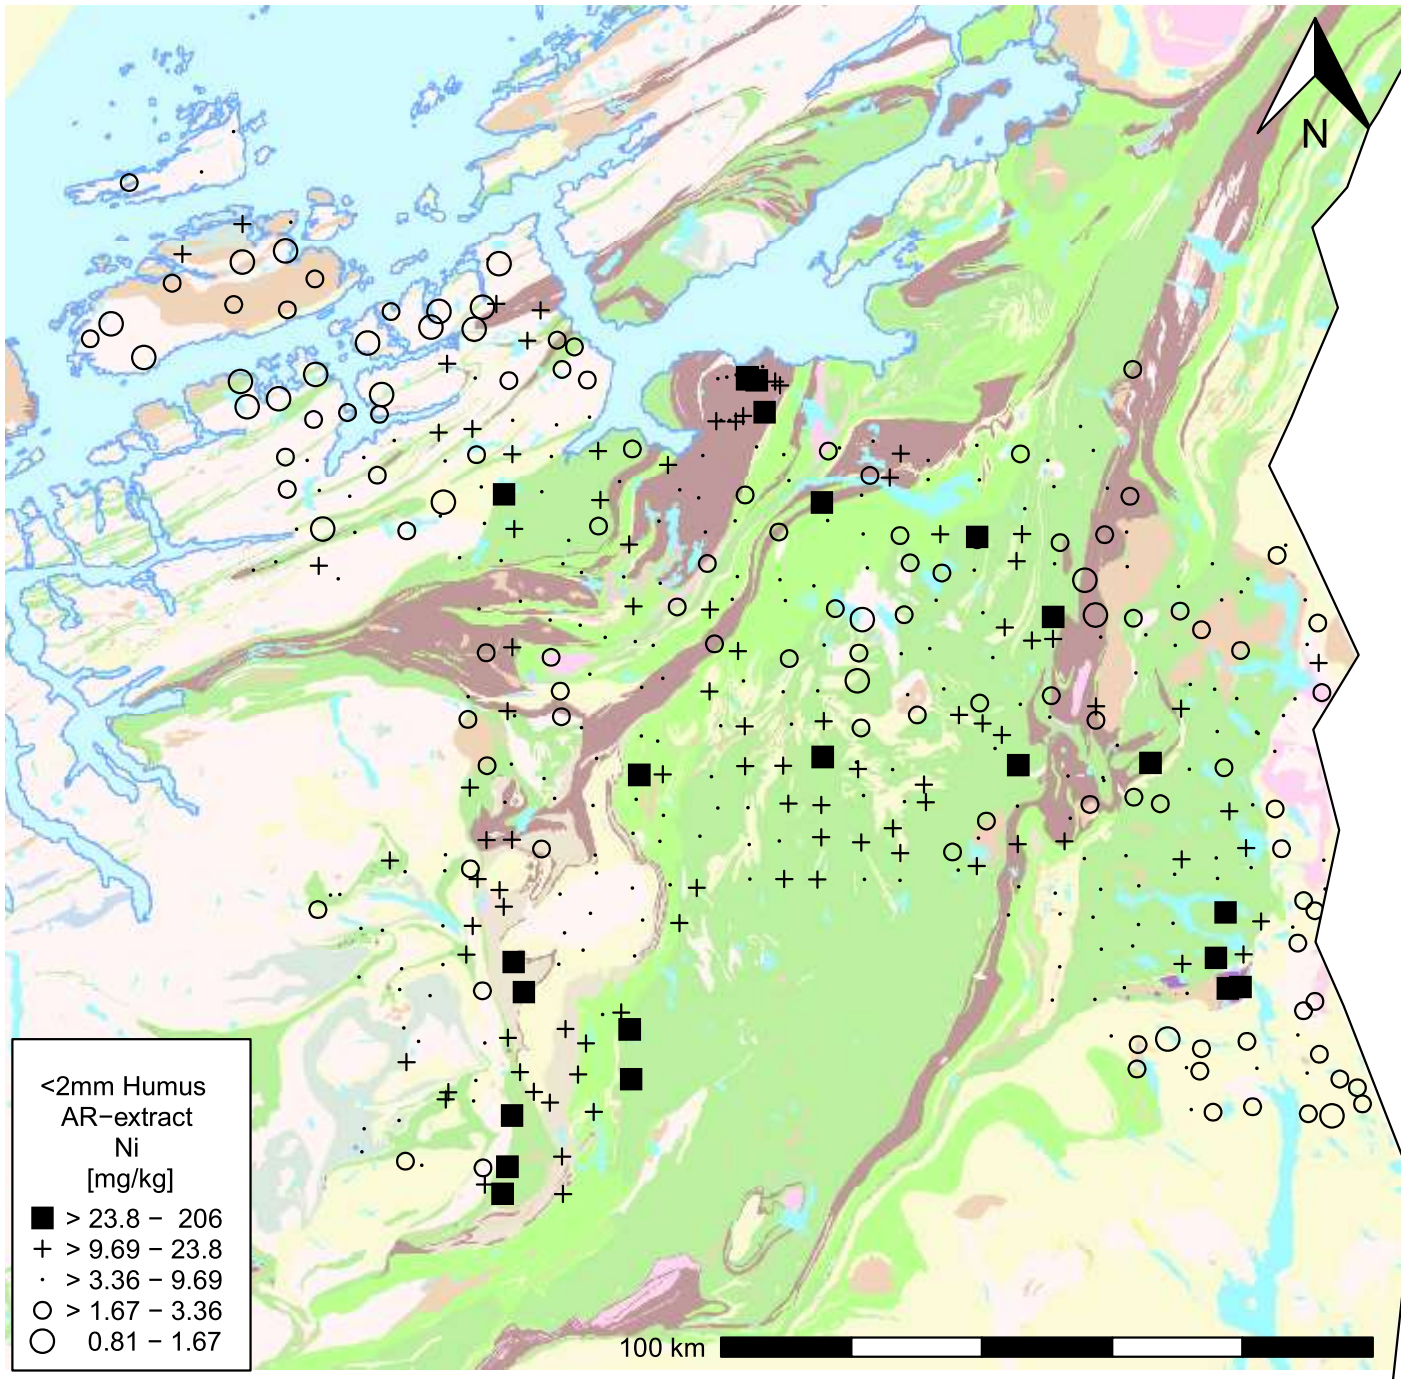 N
<2mm Humus
AR−extract
Ni
[mg/kg]
> 23.8 − 206
> 9.69 − 23.8
> 3.36 − 9.69
> 1.67 − 3.36
0.81 − 1.67
100 km